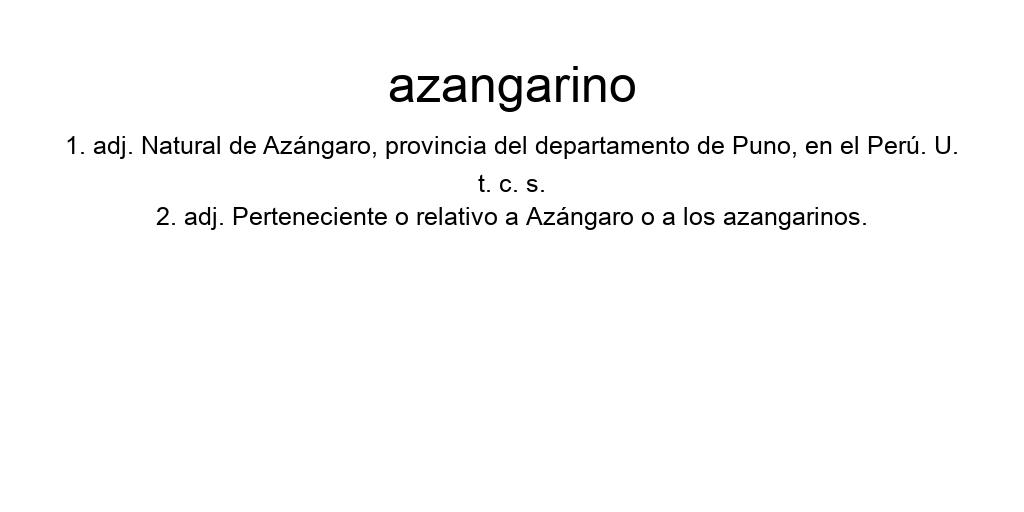 azangarino
1. adj. Natural de Azángaro, provincia del departamento de Puno, en el Perú. U.
t. c. s.
2. adj. Perteneciente o relativo a Azángaro o a los azangarinos.